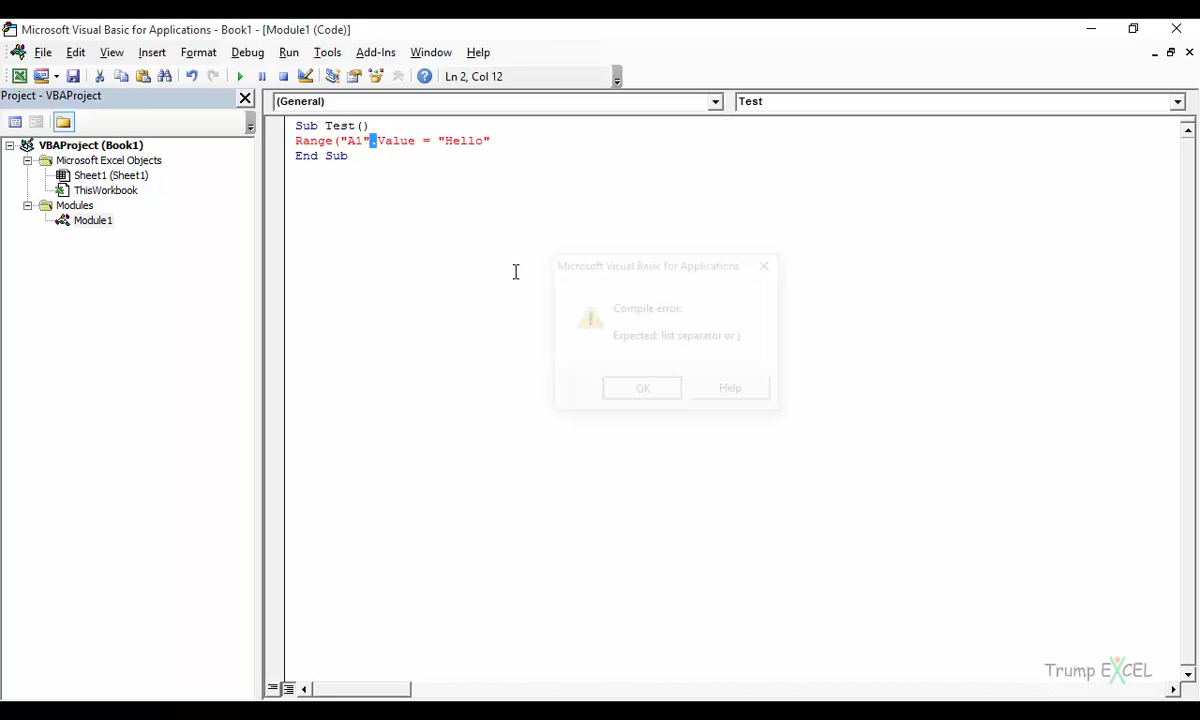 Microsoft Visual Basic for Applications - Book1 - [Module1 (Code)]
File Edit View Insert Format Debug Run Tools Add-Ins Window Help
Ln 2, Col 12
Project - VBAProject
(General) Test
VBAProject (Book1)
Microsoft Excel Objects
Sheet1 (Sheet1)
ThisWorkbook
Modules
Module1
Sub Test()
Range("A1".Value = "Hello"
End Sub
Microsoft Visual Basic for Applications
Compile error:
Expected: list separator or )
OK Help
Trump EXCEL